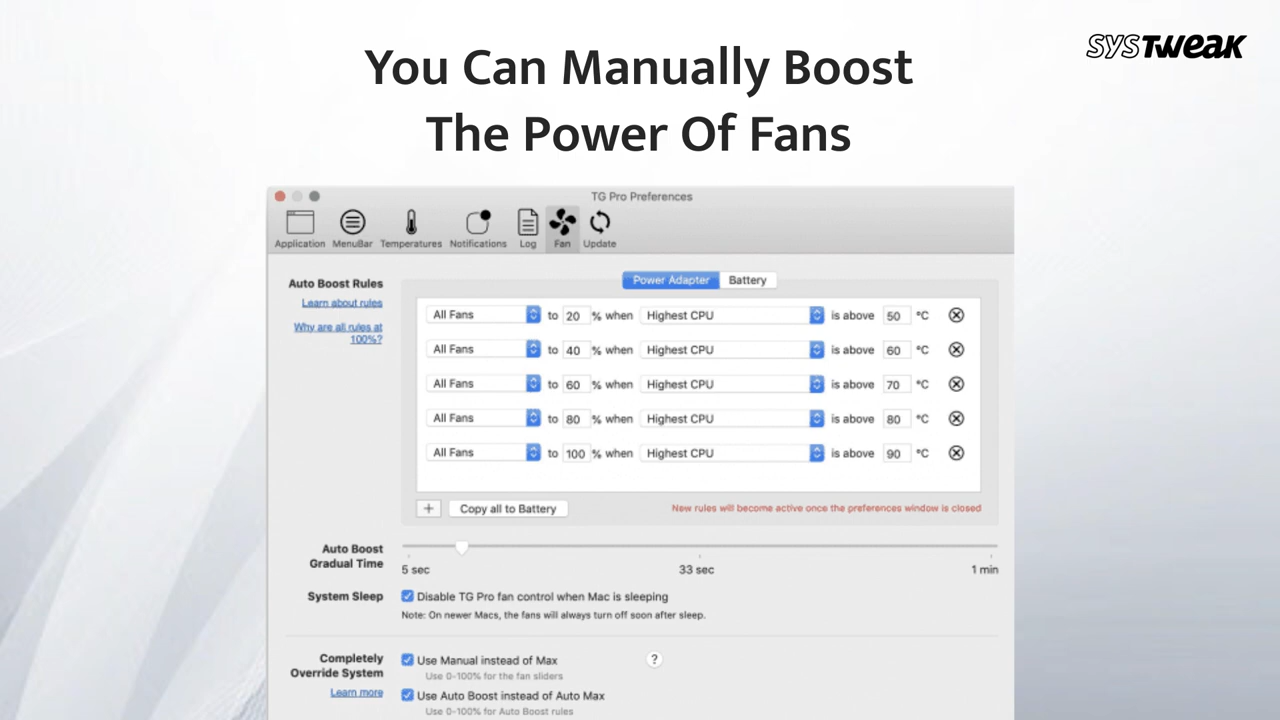 SYSTWEAK
You Can Manually Boost
The Power Of Fans
TG Pro Preferences
Application MenuBar Temperatures Notifications Log Fan Update
Auto Boost Rules
Learn about rules
Why are all rules at
100%?
Power Adapter Battery
All Fans to 20 % when Highest CPU is above 50 °C
All Fans to 40 % when Highest CPU is above 60 °C
All Fans to 60 % when Highest CPU is above 70 °C
All Fans to 80 % when Highest CPU is above 80 °C
All Fans to 100 % when Highest CPU is above 90 °C
+ Copy all to Battery New rules will become active once the preferences window is closed
Auto Boost
Gradual Time
5 sec 33 sec 1 min
System Sleep Disable TG Pro fan control when Mac is sleeping
Note: On newer Macs, the fans will always turn off soon after sleep.
Completely
Override System
Learn more
Use Manual instead of Max ?
Use 0-100% for the fan sliders
Use Auto Boost instead of Auto Max
Use 0-100% for Auto Boost rules